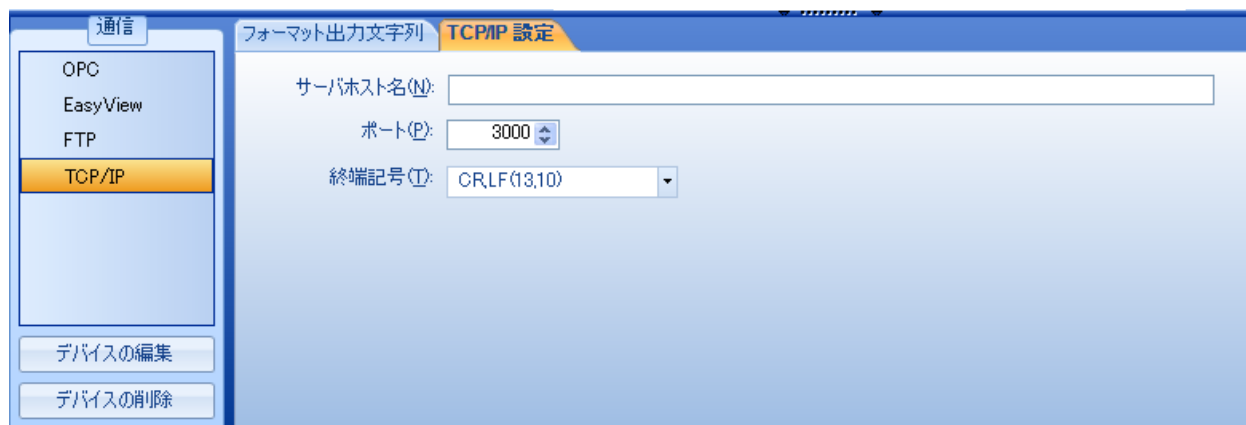 通信
OPC
EasyView
FTP
TCP/IP
デバイスの編集
デバイスの削除
フォーマット出力文字列
TCP/IP 設定
サーバホスト名(N):
ポート(P):
3000
終端記号(T):
CR,LF(13,10)